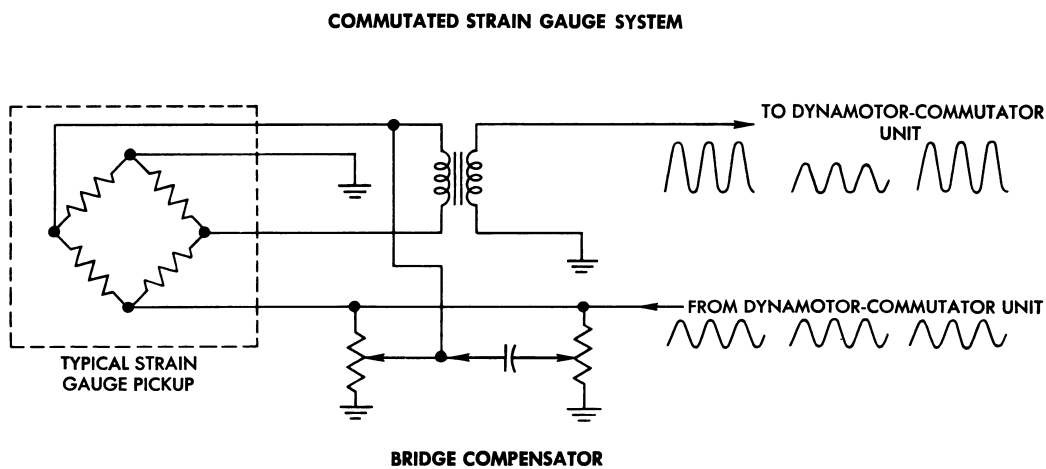 COMMUTATED STRAIN GAUGE SYSTEM
TO DYNAMOTOR-COMMUTATOR
UNIT
FROM DYNAMOTOR-COMMUTATOR UNIT
TYPICAL STRAIN
GAUGE PICKUP
BRIDGE COMPENSATOR